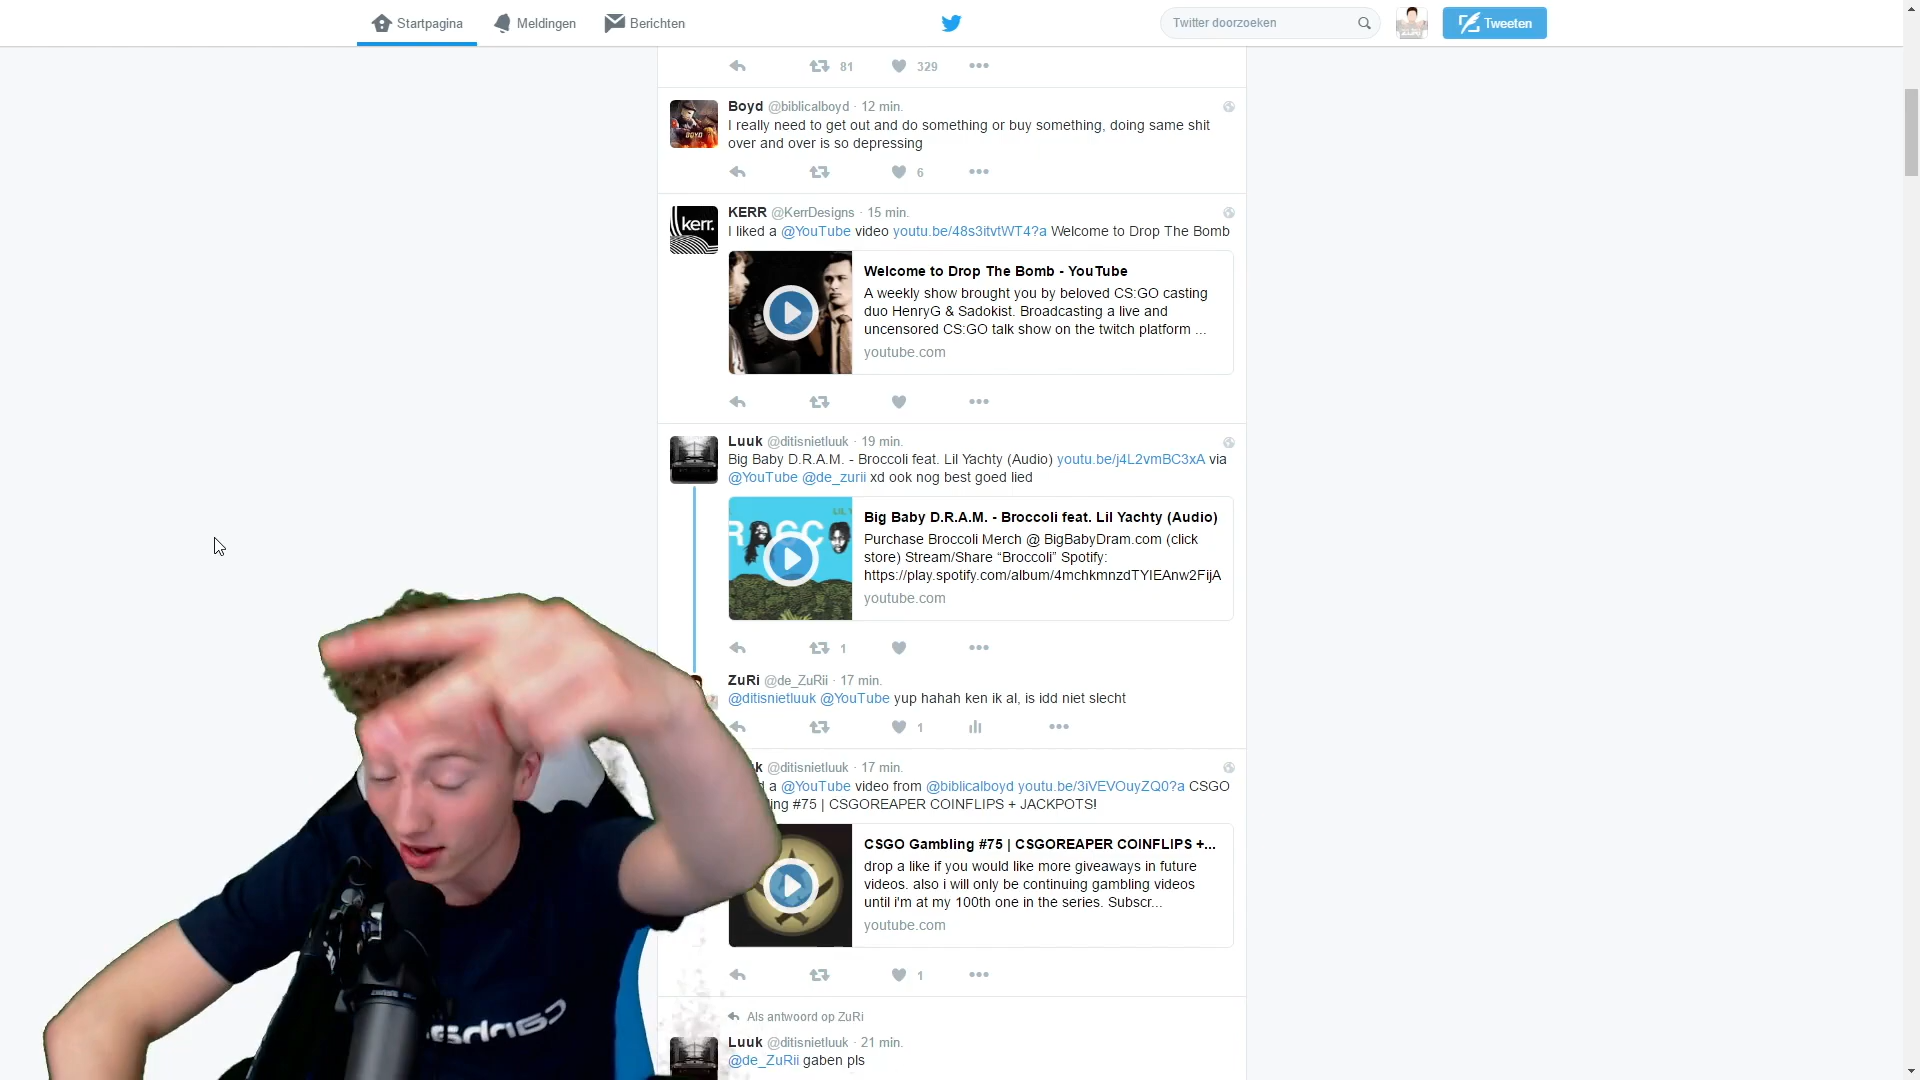 Startpagina
Meldingen
Berichten
Twitter doorzoeken
Tweeten
81
329
Boyd @biblicalboyd · 12 min.
I really need to get out and do something or buy something, doing same shit
over and over is so depressing
6
kerr.
KERR @KerrDesigns · 15 min.
I liked a @YouTube video youtu.be/48s3itvtWT4?a Welcome to Drop The Bomb
Welcome to Drop The Bomb - YouTube
A weekly show brought you by beloved CS:GO casting
duo HenryG & Sadokist. Broadcasting a live and
uncensored CS:GO talk show on the twitch platform ...
youtube.com
Luuk @ditisnietluuk · 19 min.
Big Baby D.R.A.M. - Broccoli feat. Lil Yachty (Audio) youtu.be/j4L2vmBC3xA via
@YouTube @de_zurii xd ook nog best goed lied
Big Baby D.R.A.M. - Broccoli feat. Lil Yachty (Audio)
Purchase Broccoli Merch @ BigBabyDram.com (click
store) Stream/Share “Broccoli” Spotify:
https://play.spotify.com/album/4mchkmnzdTYIEAnw2FijA
youtube.com
1
ZuRi @de_ZuRii · 17 min.
@ditisnietluuk @YouTube yup hahah ken ik al, is idd niet slecht
1
k @ditisnietluuk · 17 min.
d a @YouTube video from @biblicalboyd youtu.be/3iVEVOuyZQ0?a CSGO
ing #75 | CSGOREAPER COINFLIPS + JACKPOTS!
CSGO Gambling #75 | CSGOREAPER COINFLIPS +...
drop a like if you would like more giveaways in future
videos. also i will only be continuing gambling videos
until i'm at my 100th one in the series. Subscr...
youtube.com
1
Als antwoord op ZuRi
Luuk @ditisnietluuk · 21 min.
@de_ZuRii gaben pls